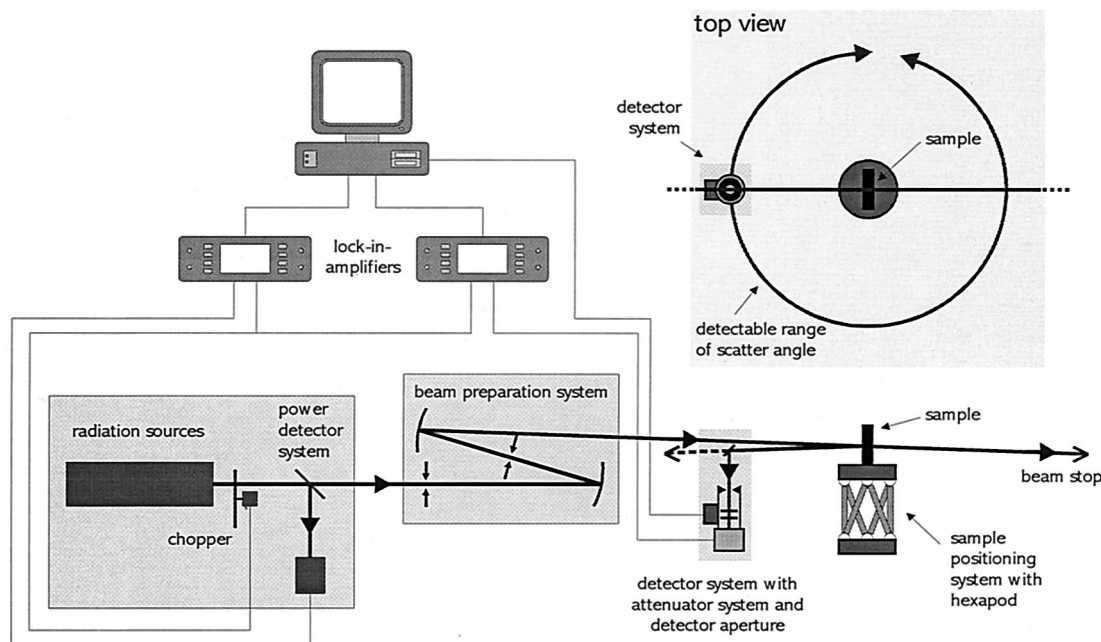 top view
detector
system
sample
detectable range
of scatter angle
lock-in-
amplifiers
beam preparation system
radiation sources
power
detector
system
chopper
sample
beam stop
sample
positioning
system with
hexapod
detector system with
attenuator system and
detector aperture